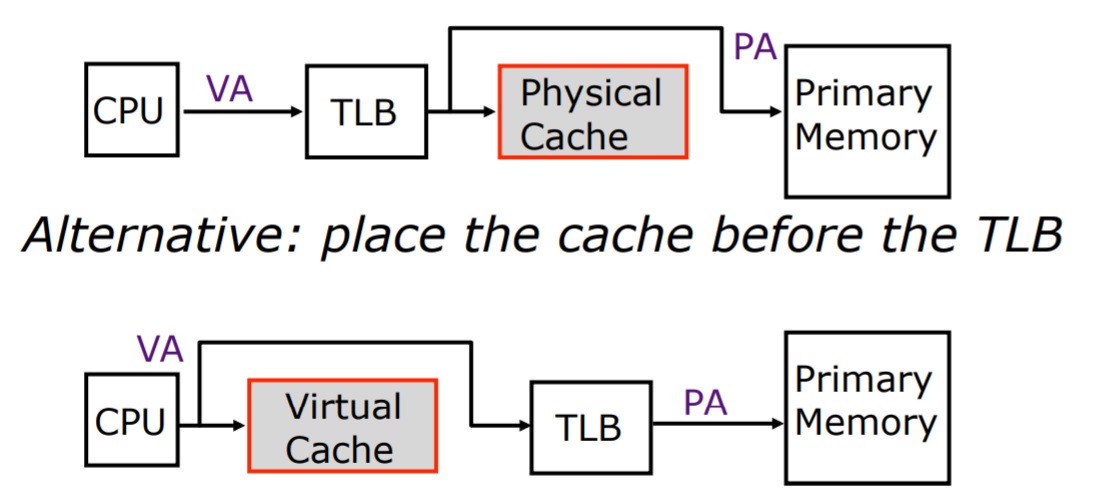 CPU
VA
TLB
Physical
Cache
PA
Primary
Memory
Alternative: place the cache before the TLB
VA
CPU
Virtual
Cache
TLB
PA
Primary
Memory